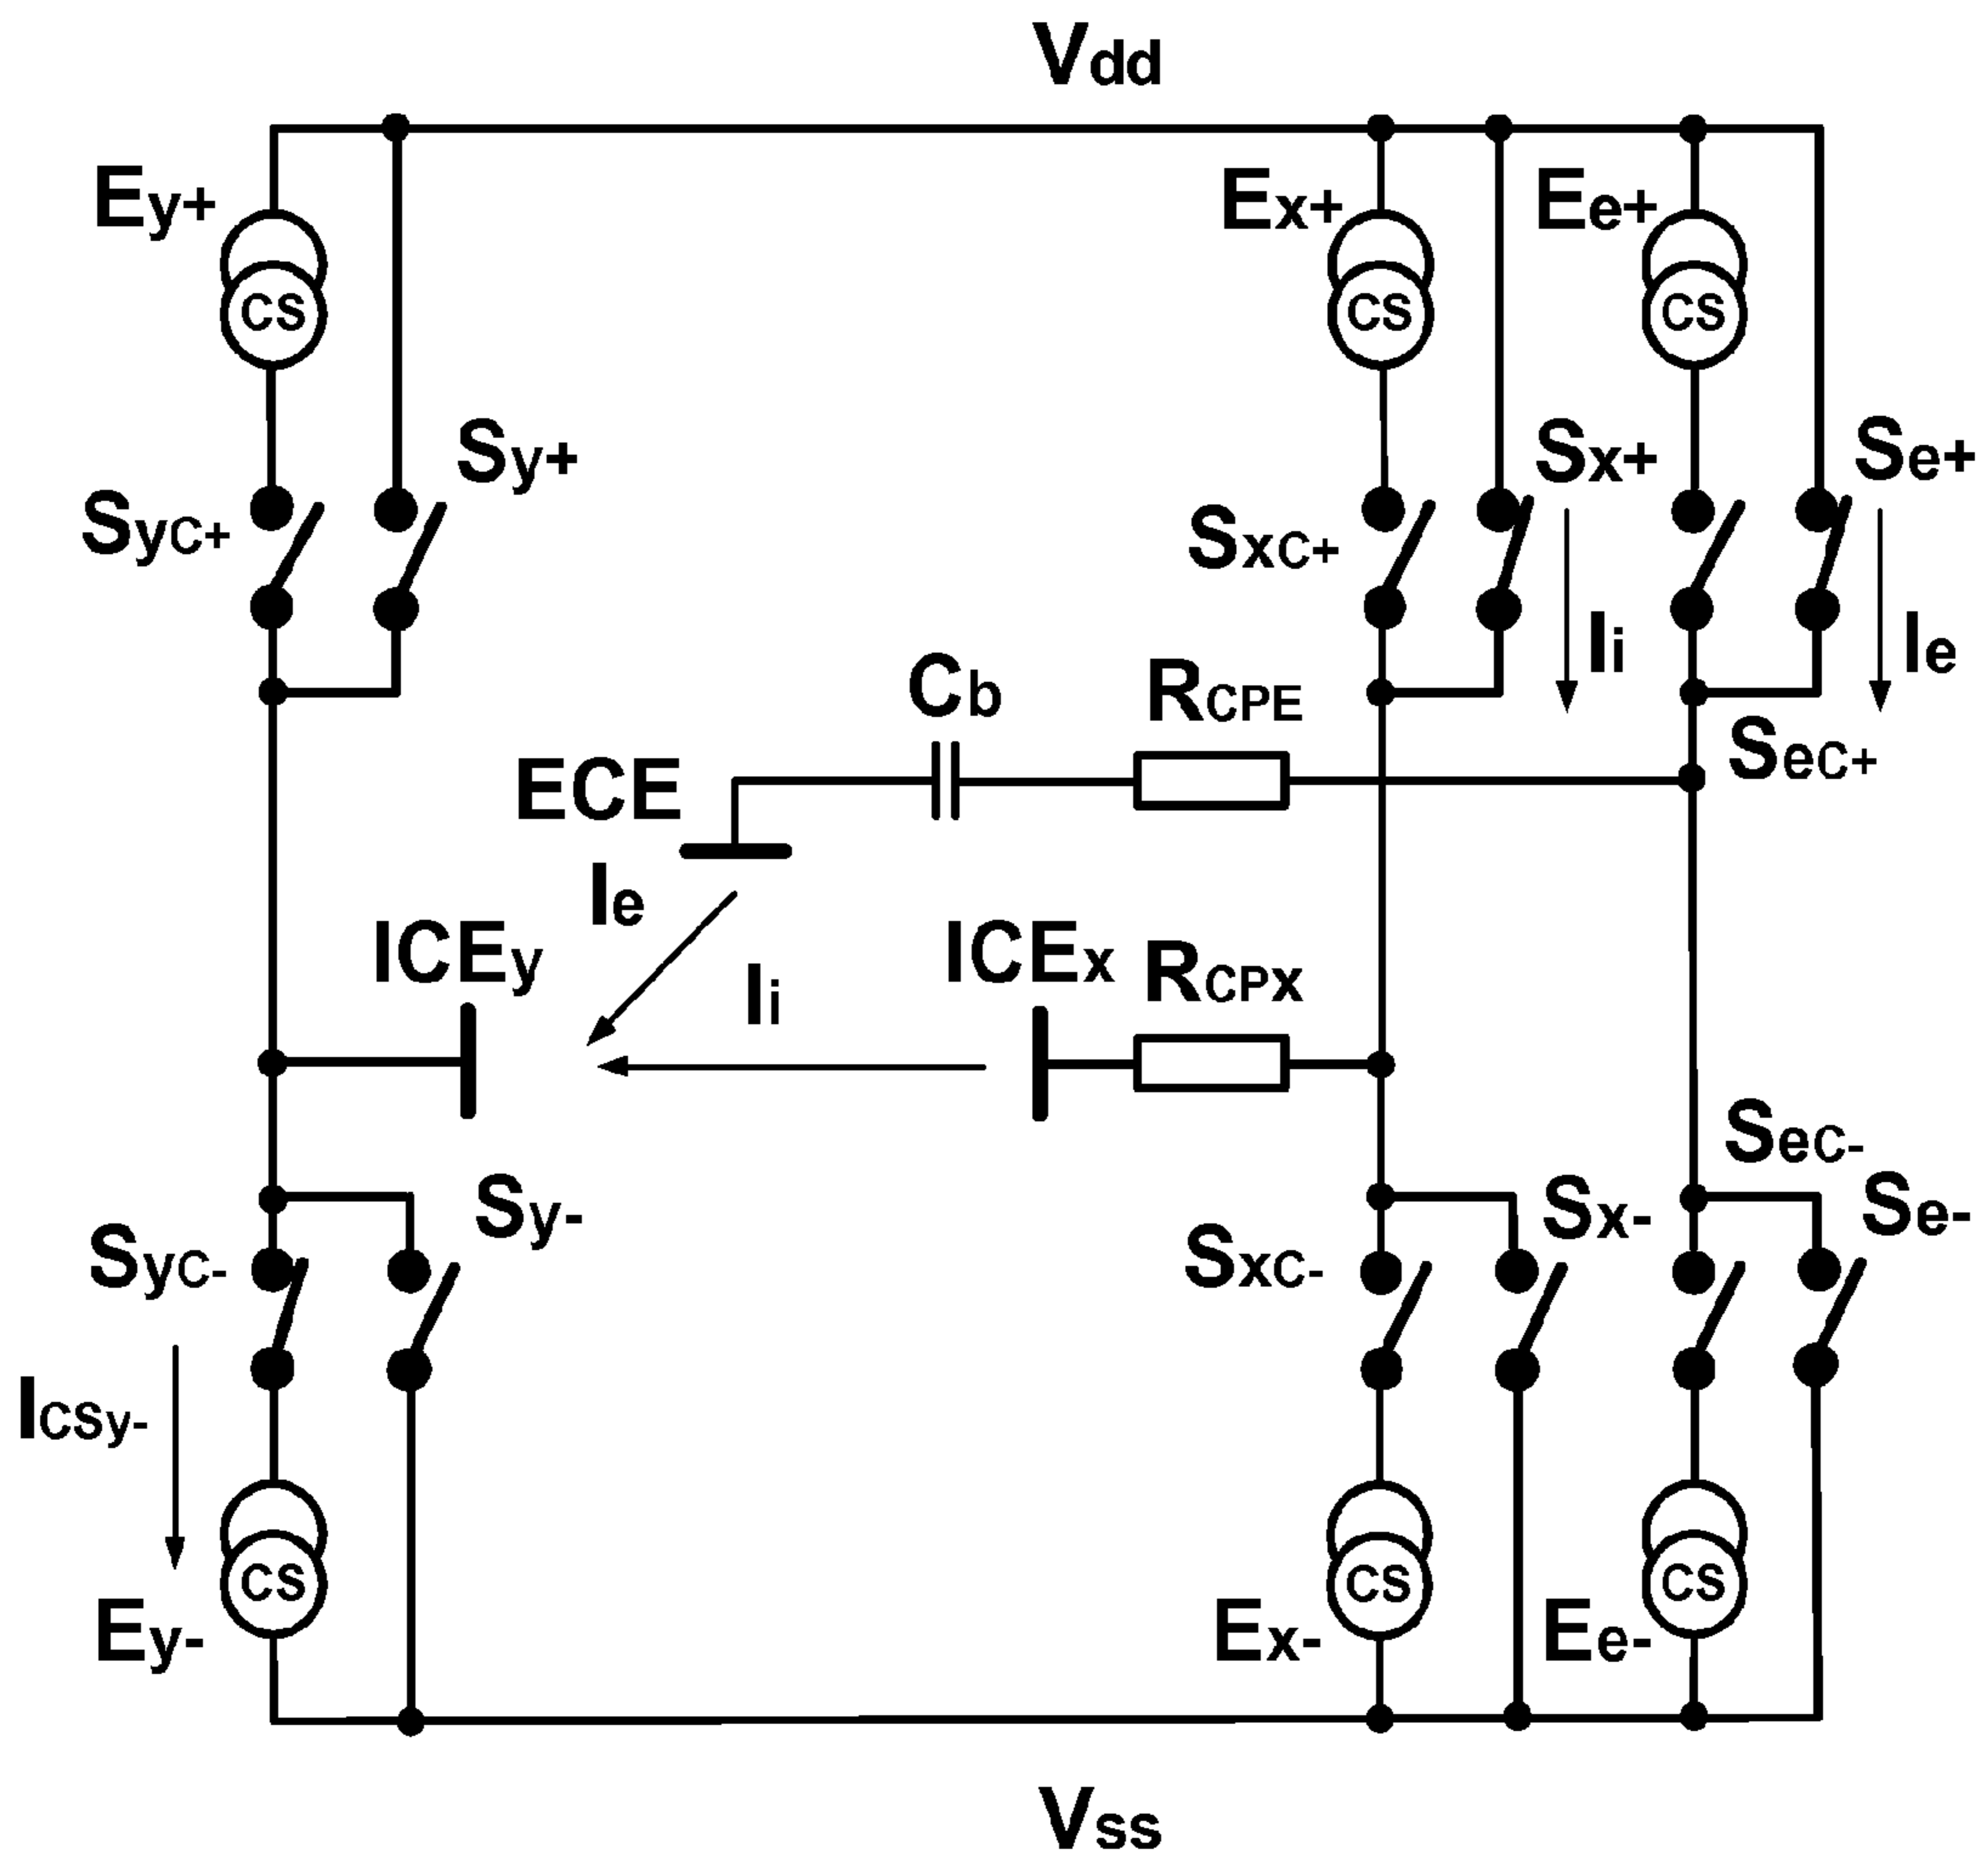 Vdd
Ey+
Ex+
Ee+
CS
CS
CS
Sy+
Sx+
Se+
SyC+
SxC+
Ii
Ie
Cb
RCPE
SeC+
ECE
Ie
ICEy
ICEx
RCPX
Ii
SeC-
Sy-
Sx-
Se-
SyC-
SxC-
ICSy-
CS
CS
CS
Ey-
Ex-
Ee-
Vss